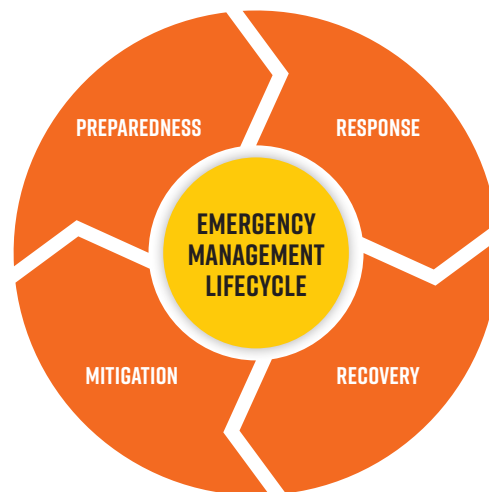 PREPAREDNESS
RESPONSE
EMERGENCY
MANAGEMENT
LIFECYCLE
MITIGATION
RECOVERY